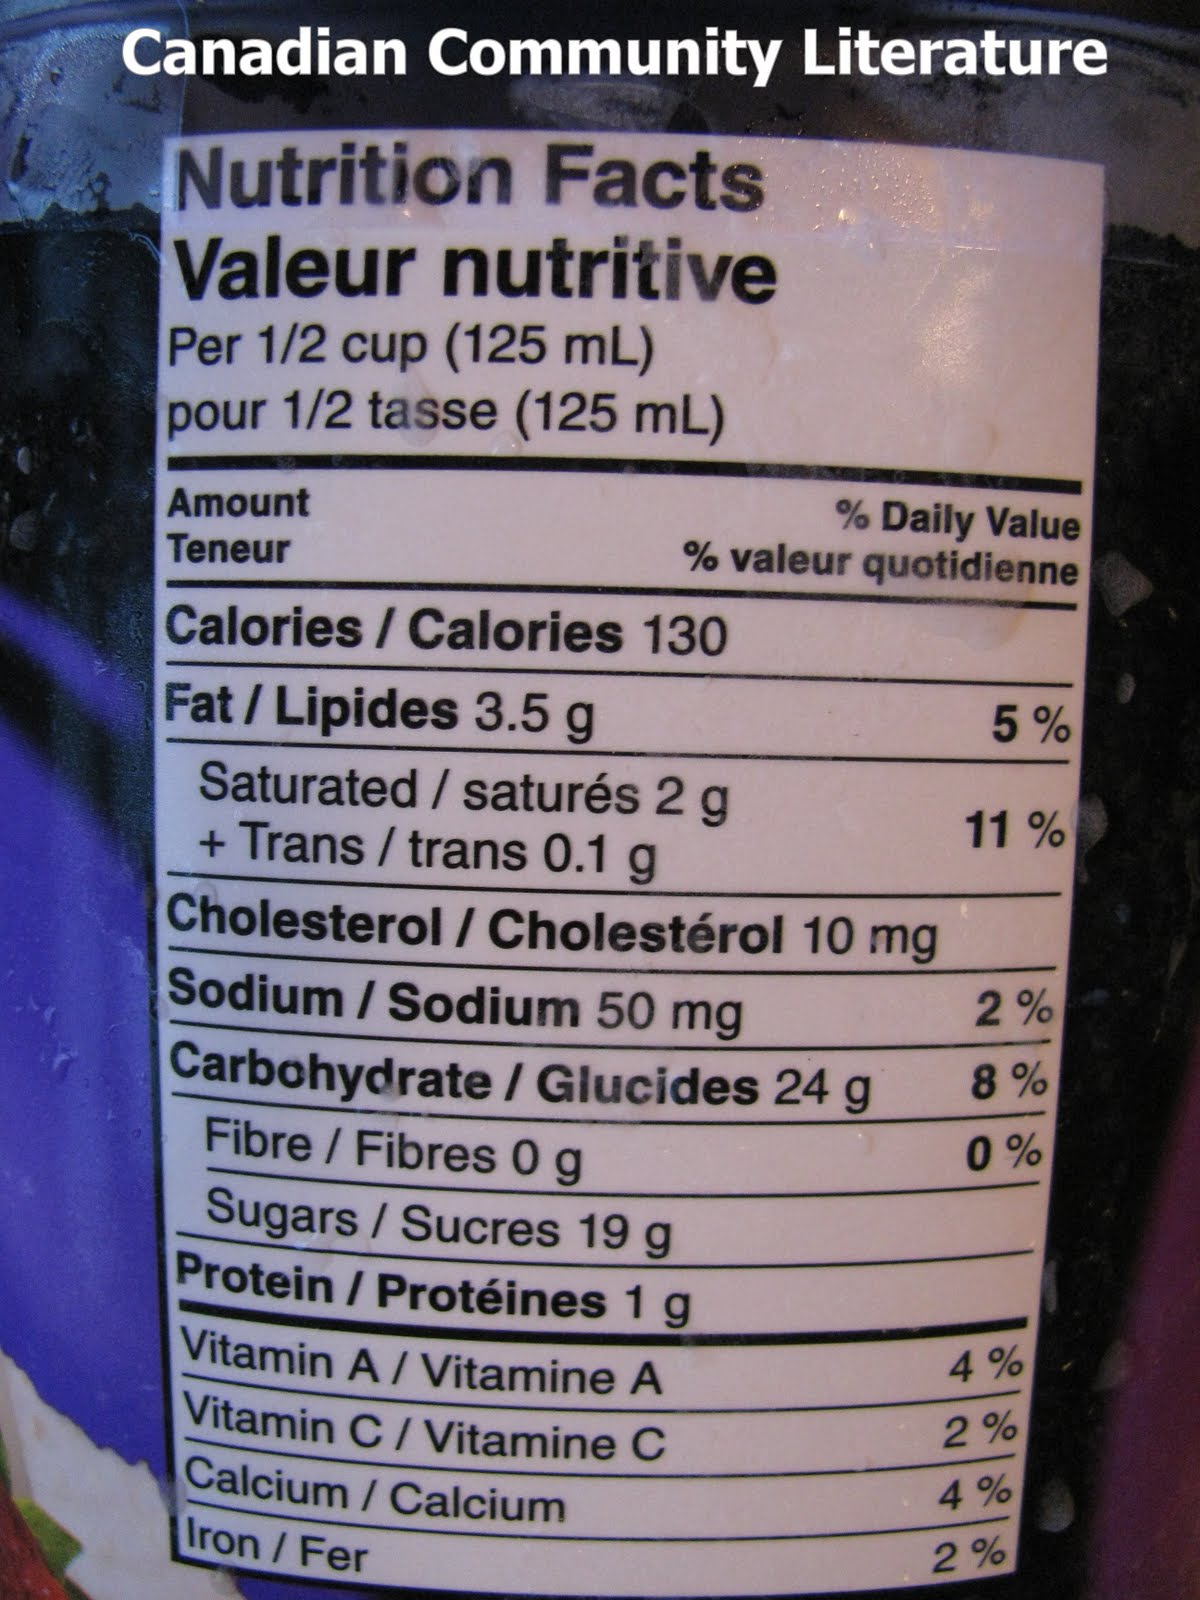 Canadian Community Literature
Nutrition Facts
Valeur nutritive
Per 1/2 cup (125 mL)
pour 1/2 tasse (125 mL)
Amount % Daily Value
Teneur % valeur quotidienne
Calories / Calories 130
Fat / Lipides 3.5 g 5 %
Saturated / saturés 2 g
+ Trans / trans 0.1 g 11 %
Cholesterol / Cholestérol 10 mg
Sodium / Sodium 50 mg 2 %
Carbohydrate / Glucides 24 g 8 %
Fibre / Fibres 0 g 0 %
Sugars / Sucres 19 g
Protein / Protéines 1 g
Vitamin A / Vitamine A 4 %
Vitamin C / Vitamine C 2 %
Calcium / Calcium 4 %
Iron / Fer 2 %